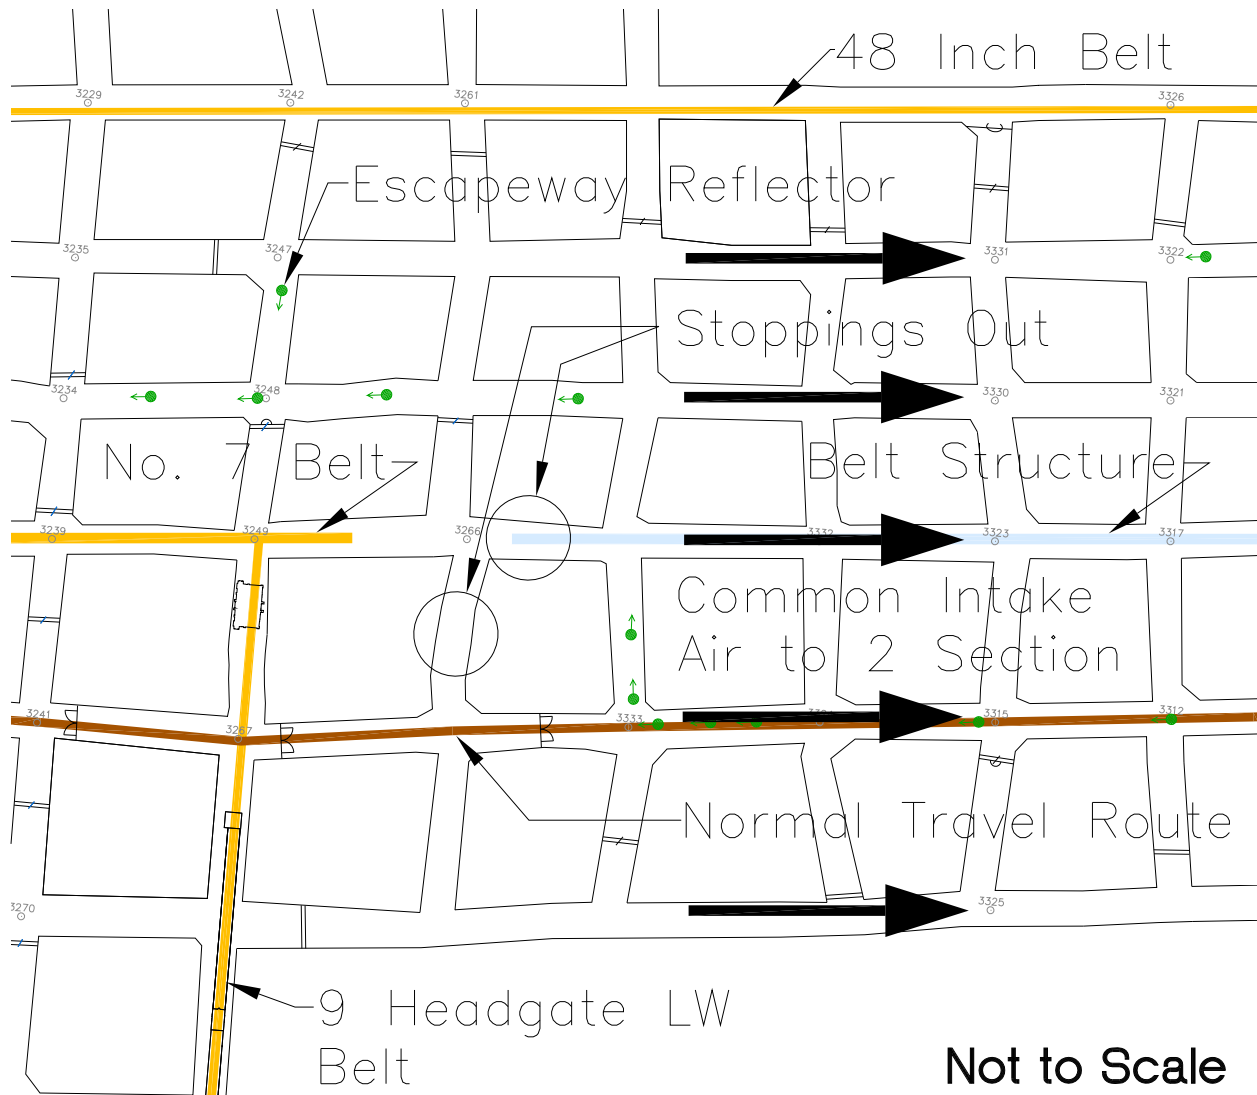 48 Inch Belt
3229 3242 3261 3326
Escapeway Reflector
3235 3247 3331 3322
Stoppings Out
3234 3248 3330 3321
No. 7 Belt
Belt Structure
3239 3249 3266 3332 3323 3317
Common Intake
Air to 2 Section
3241 3267 3333 3315 3312
Normal Travel Route
3270 3325
9 Headgate LW
Belt
Not to Scale